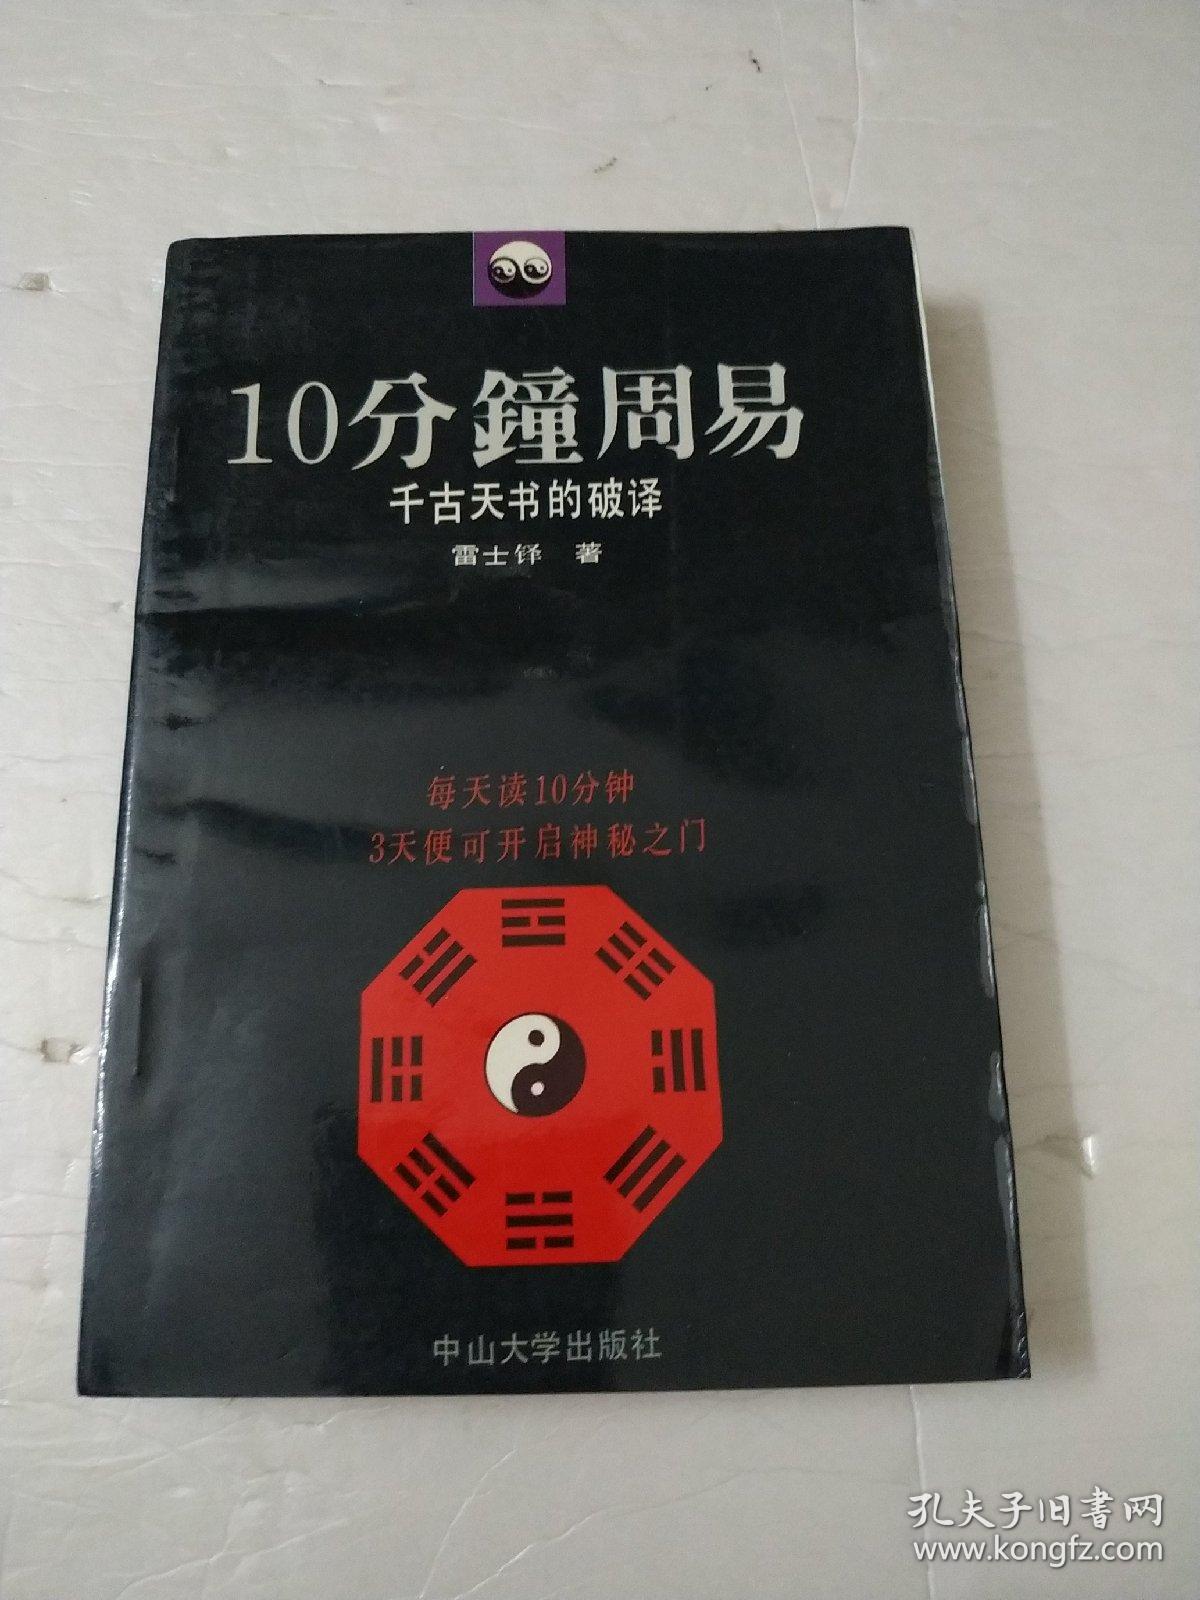 10分鐘周易
千古天书的破译
雷士铎 著
每天读10分钟
3天便可开启神秘之门
中山大学出版社
孔夫子旧書网
www.kongfz.com